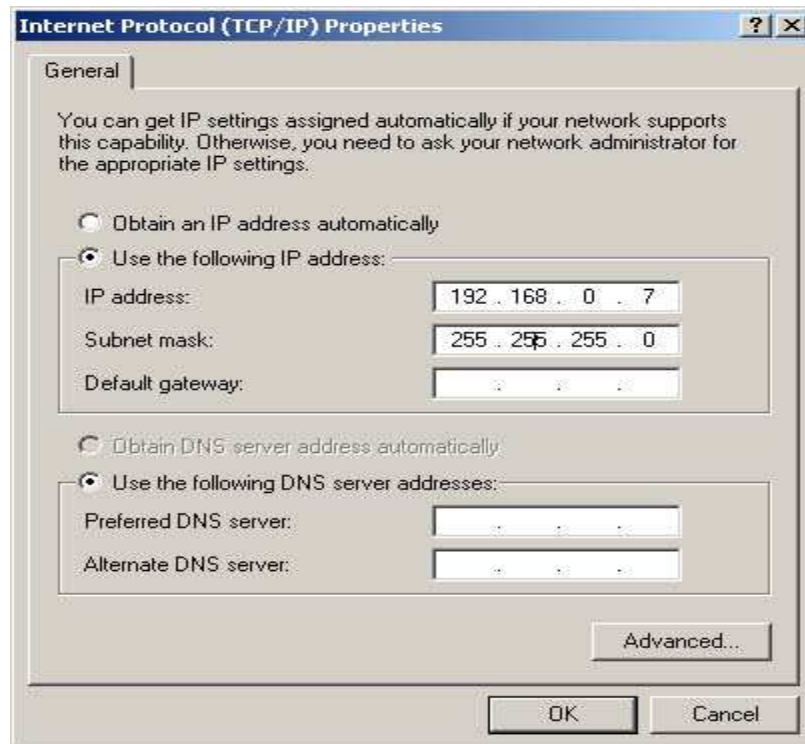 Internet Protocol (TCP/IP) Properties
General
You can get IP settings assigned automatically if your network supports
this capability. Otherwise, you need to ask your network administrator for
the appropriate IP settings.
Obtain an IP address automatically
Use the following IP address:
IP address: 192 . 168 . 0 . 7
Subnet mask: 255 . 255 . 255 . 0
Default gateway: . . .
Obtain DNS server address automatically
Use the following DNS server addresses:
Preferred DNS server: . . .
Alternate DNS server: . . .
Advanced...
OK Cancel